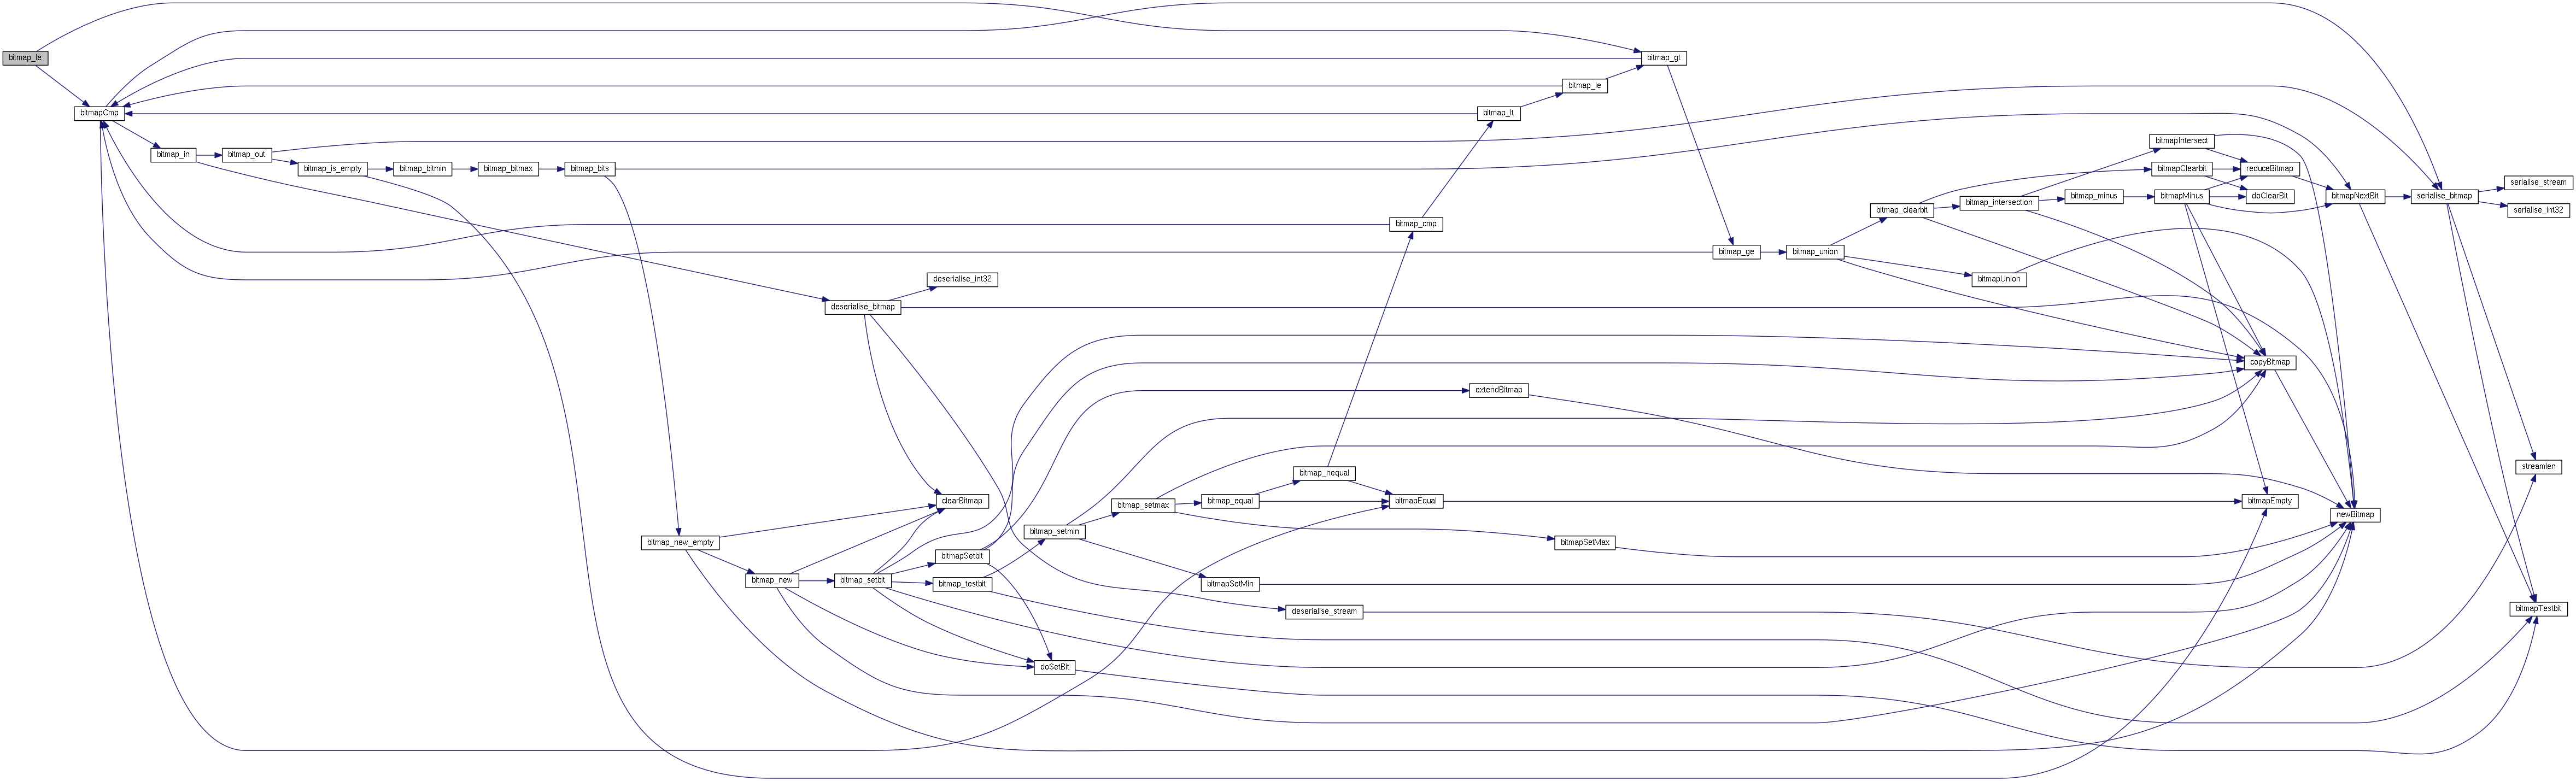 bitmap_le
bitmapCmp
bitmap_in
bitmap_out
bitmap_is_empty
bitmap_bitmin
bitmap_bitmax
bitmap_bits
bitmap_new_empty
bitmap_new
deserialise_bitmap
bitmap_setbit
deserialise_int32
clearBitmap
bitmapSetbit
bitmap_testbit
bitmap_setmin
doSetBit
bitmap_setmax
bitmap_equal
bitmapSetMin
bitmap_nequal
deserialise_stream
bitmap_cmp
bitmapEqual
bitmap_lt
extendBitmap
bitmap_le
bitmapSetMax
bitmap_gt
bitmap_ge
bitmap_union
bitmap_clearbit
bitmap_intersection
bitmapUnion
bitmap_minus
bitmapIntersect
bitmapClearbit
bitmapMinus
reduceBitmap
doClearBit
copyBitmap
bitmapEmpty
bitmapNextBit
newBitmap
serialise_bitmap
serialise_stream
serialise_int32
streamlen
bitmapTestbit